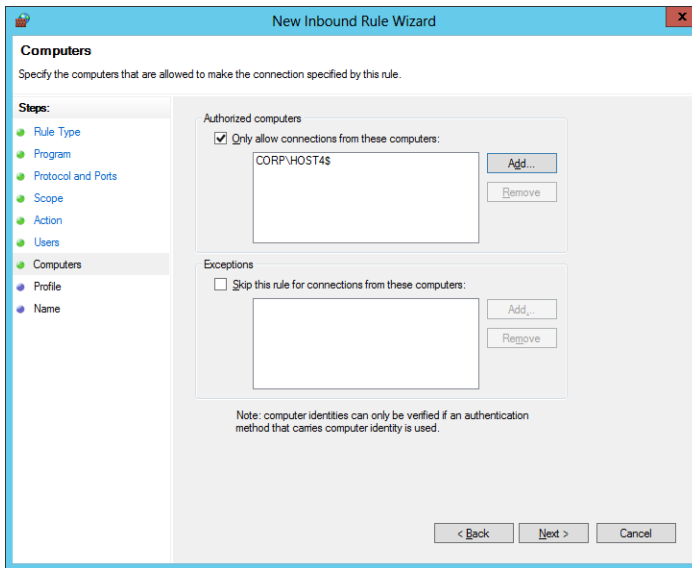 New Inbound Rule Wizard
x
Computers
Specify the computers that are allowed to make the connection specified by this rule.
Steps:
Rule Type
Program
Protocol and Ports
Scope
Action
Users
Computers
Profile
Name
Authorized computers
Only allow connections from these computers:
CORP\HOST4$
Add...
Remove
Exceptions
Skip this rule for connections from these computers:
Add...
Remove
Note: computer identities can only be verified if an authentication
method that carries computer identity is used.
< Back
Next >
Cancel